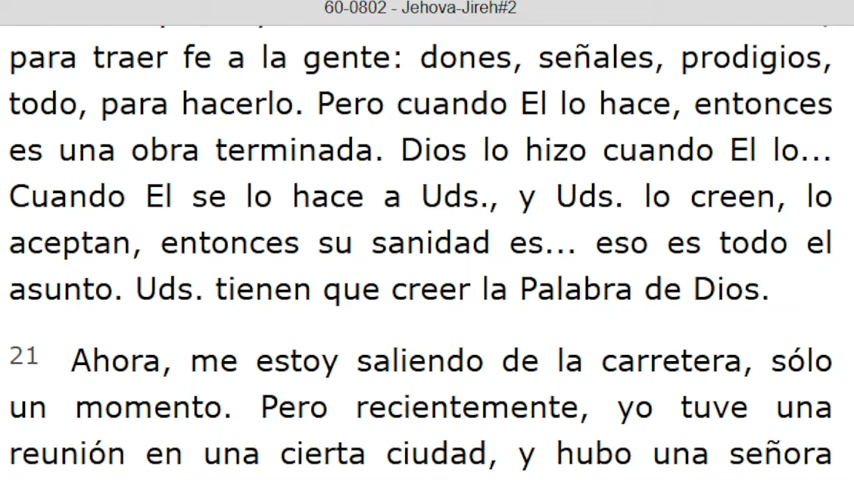 60-0802 - Jehova-Jireh#2
para traer fe a la gente: dones, señales, prodigios,
todo, para hacerlo. Pero cuando El lo hace, entonces
es una obra terminada. Dios lo hizo cuando El lo...
Cuando El se lo hace a Uds., y Uds. lo creen, lo
aceptan, entonces su sanidad es... eso es todo el
asunto. Uds. tienen que creer la Palabra de Dios.
21 Ahora, me estoy saliendo de la carretera, sólo
un momento. Pero recientemente, yo tuve una
reunión en una cierta ciudad, y hubo una señora